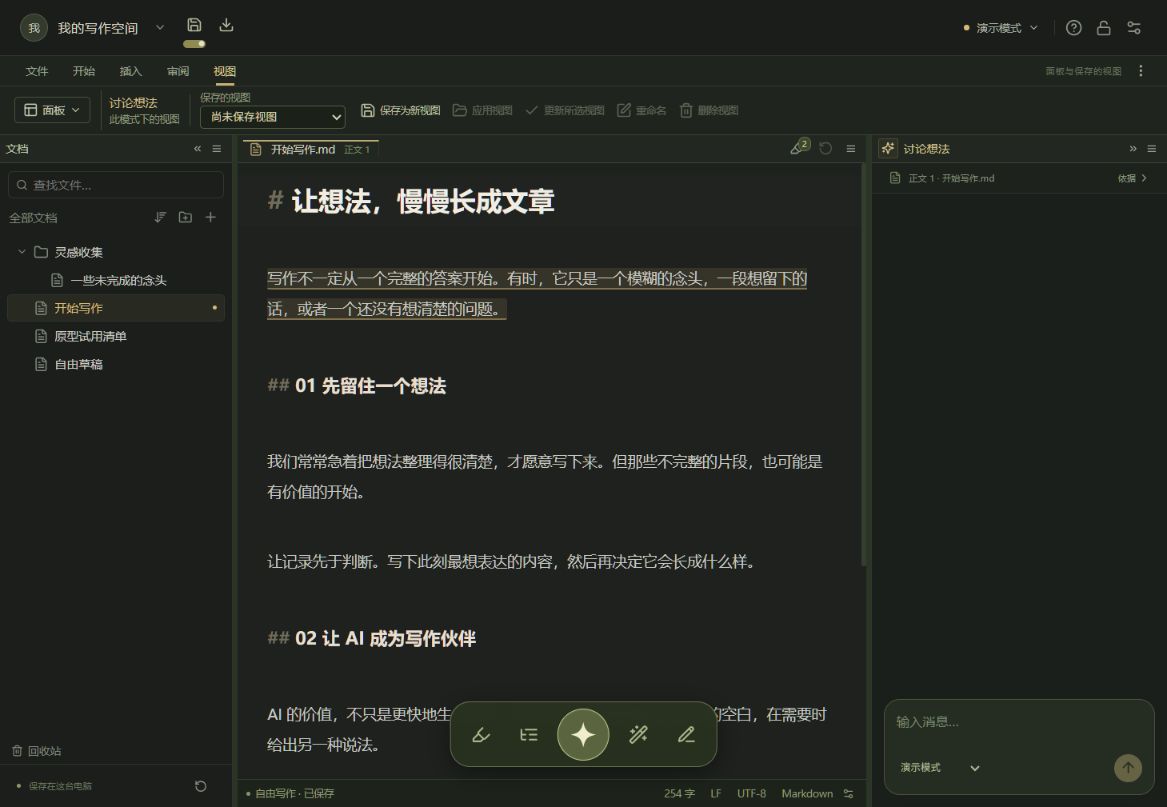 我 我的写作空间
演示模式
文件 开始 插入 审阅 视图
面板与保存的视图
面板
讨论想法
此模式下的视图
保存的视图
尚未保存视图
保存为新视图 应用视图 更新所选视图 重命名 删除视图
文档
查找文件...
全部文档
灵感收集
一些未完成的念头
开始写作
原型试用清单
自由草稿
回收站
保存在这台电脑
开始写作.md 正文 1
2
# 让想法，慢慢长成文章
写作不一定从一个完整的答案开始。有时，它只是一个模糊的念头，一段想留下的
话，或者一个还没有想清楚的问题。
## 01 先留住一个想法
我们常常急着把想法整理得很清楚，才愿意写下来。但那些不完整的片段，也可能是
有价值的开始。
让记录先于判断。写下此刻最想表达的内容，然后再决定它会长成什么样。
## 02 让 AI 成为写作伙伴
AI 的价值，不只是更快地生 的空白，在需要时
给出另一种说法。
自由写作 · 已保存
254 字 LF UTF-8 Markdown
讨论想法
正文 1 · 开始写作.md
依据
输入消息...
演示模式